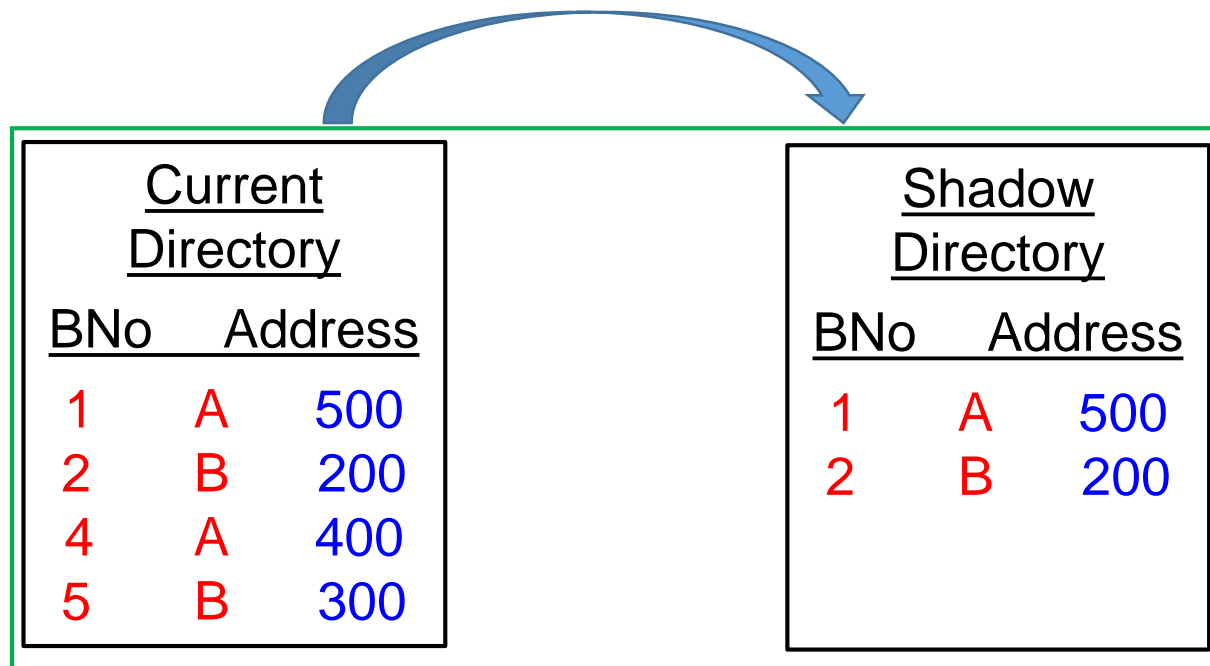 Current
Directory
BNo Address
1 A 500
2 B 200
4 A 400
5 B 300
Shadow
Directory
BNo Address
1 A 500
2 B 200